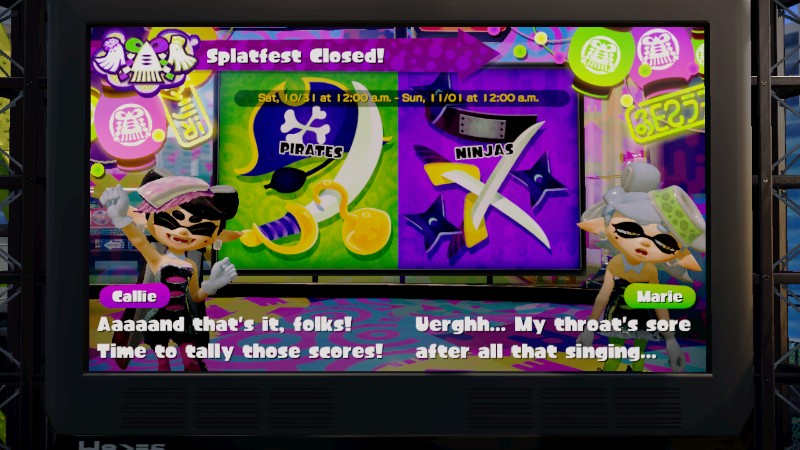 Splatfest Closed!
Sat, 10/31 at 12:00 a.m. - Sun, 11/01 at 12:00 a.m.
PIRATES
NINJAS
Callie
Marie
Aaaaand that's it, folks!
Time to tally those scores!
Uerghh... My throat's sore
after all that singing...